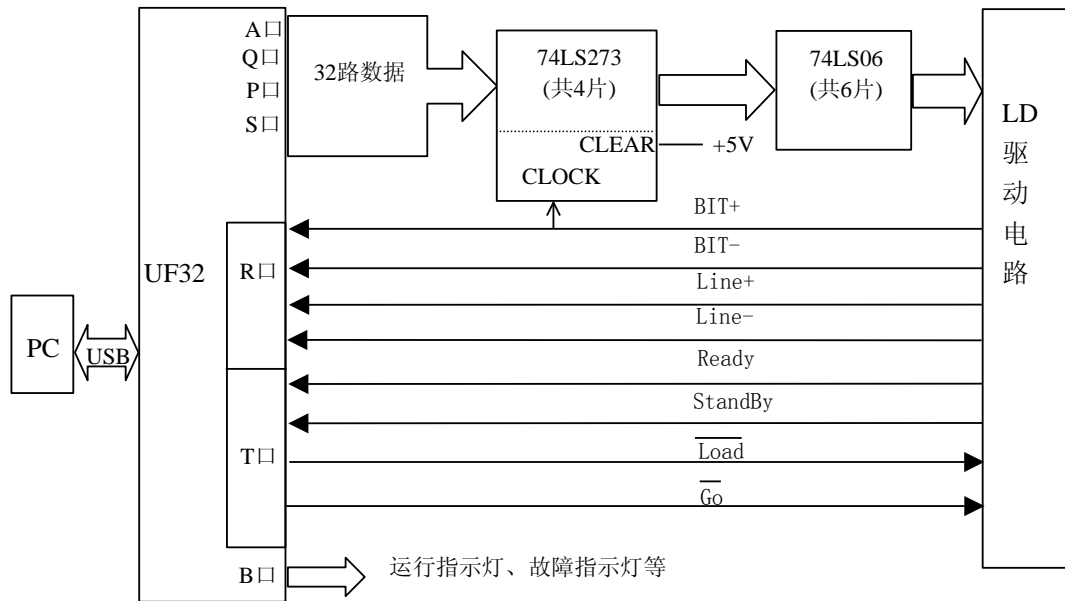 A口
Q口
P口
S口
32路数据
74LS273
(共4片)
CLEAR
+5V
CLOCK
74LS06
(共6片)
LD
驱
动
电
路
BIT+
BIT-
Line+
Line-
Ready
StandBy
L̅o̅a̅d̅
G̅o̅
UF32
R口
T口
B口
PC
USB
运行指示灯、故障指示灯等